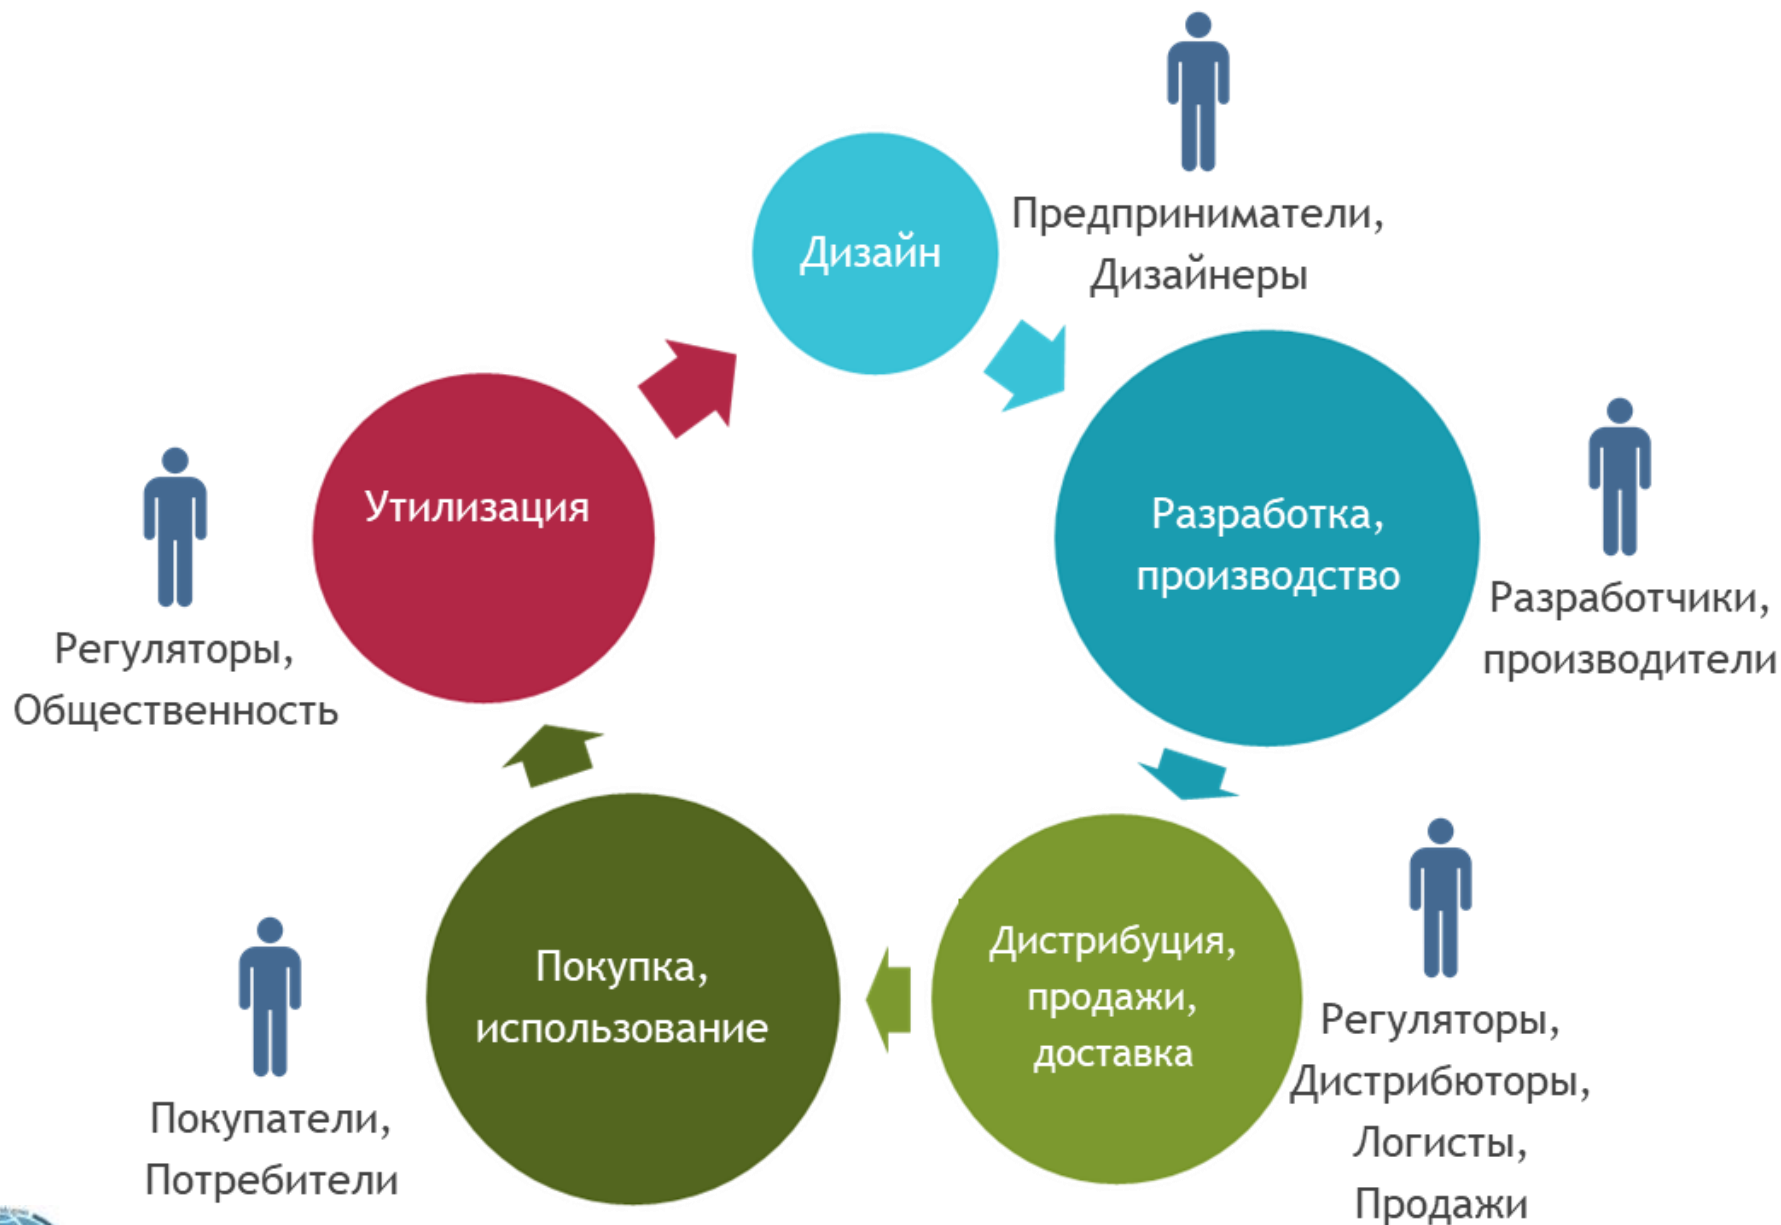 Дизайн
Предприниматели,
Дизайнеры
Разработка,
производство
Разработчики,
производители
Дистрибуция,
продажи,
доставка
Регуляторы,
Дистрибюторы,
Логисты,
Продажи
Покупка,
использование
Покупатели,
Потребители
Утилизация
Регуляторы,
Общественность